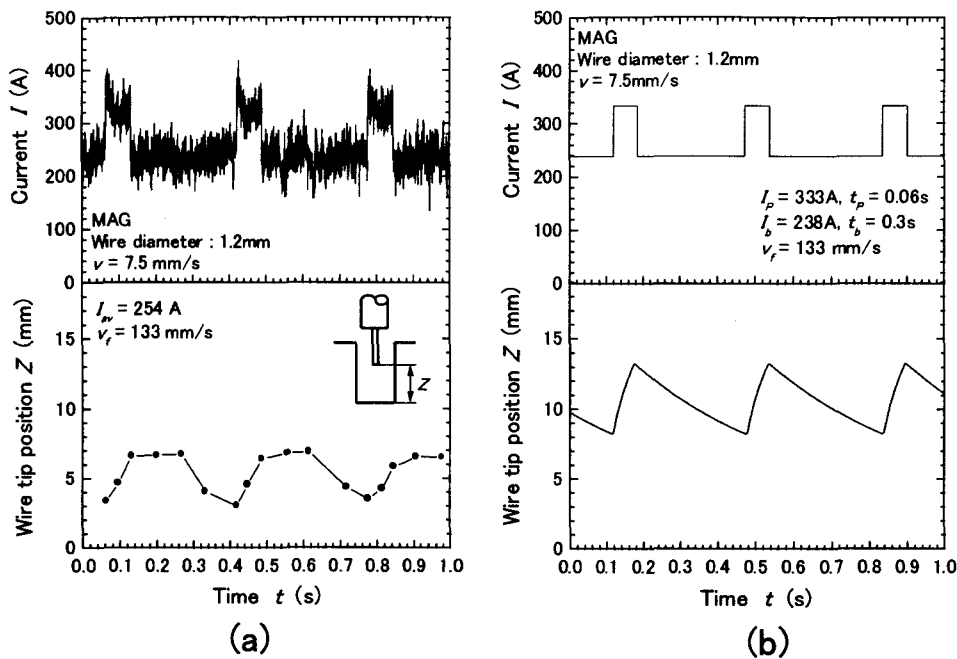 500
400
300
200
100
0
Current I (A)
MAG
Wire diameter : 1.2mm
v = 7.5 mm/s
15
10
5
0
Wire tip position Z (mm)
I_av = 254 A
v_f = 133 mm/s
Z
0.0 0.1 0.2 0.3 0.4 0.5 0.6 0.7 0.8 0.9 1.0
Time t (s)
(a)
500
400
300
200
100
0
Current I (A)
MAG
Wire diameter : 1.2mm
v = 7.5mm/s
I_p = 333A, t_p = 0.06s
I_b = 238A, t_b = 0.3s
v_f = 133 mm/s
15
10
5
0
Wire tip position Z (mm)
0.0 0.1 0.2 0.3 0.4 0.5 0.6 0.7 0.8 0.9 1.0
Time t (s)
(b)